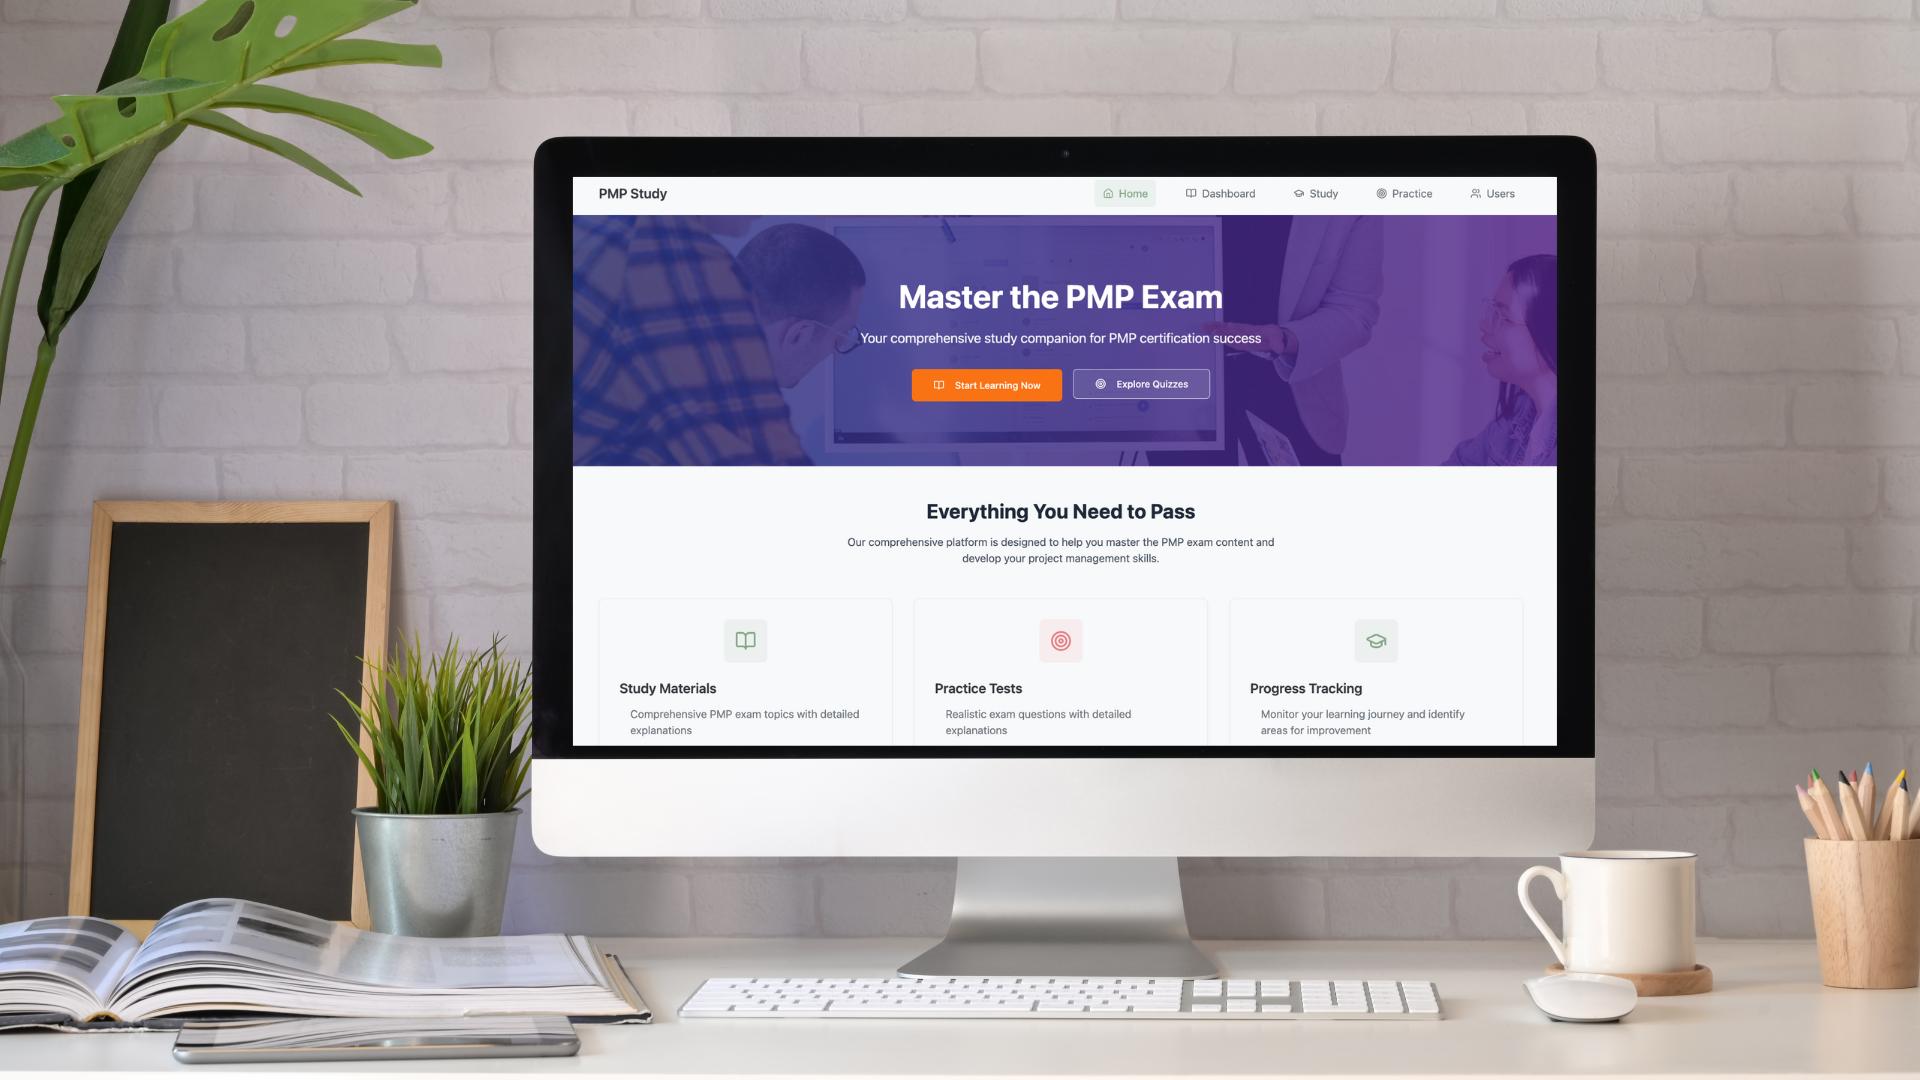 PMP Study
Home
Dashboard
Study
Practice
Users
Master the PMP Exam
Your comprehensive study companion for PMP certification success
Start Learning Now
Explore Quizzes
Everything You Need to Pass
Our comprehensive platform is designed to help you master the PMP exam content and
develop your project management skills.
Study Materials
Comprehensive PMP exam topics with detailed
explanations
Practice Tests
Realistic exam questions with detailed
explanations
Progress Tracking
Monitor your learning journey and identify
areas for improvement